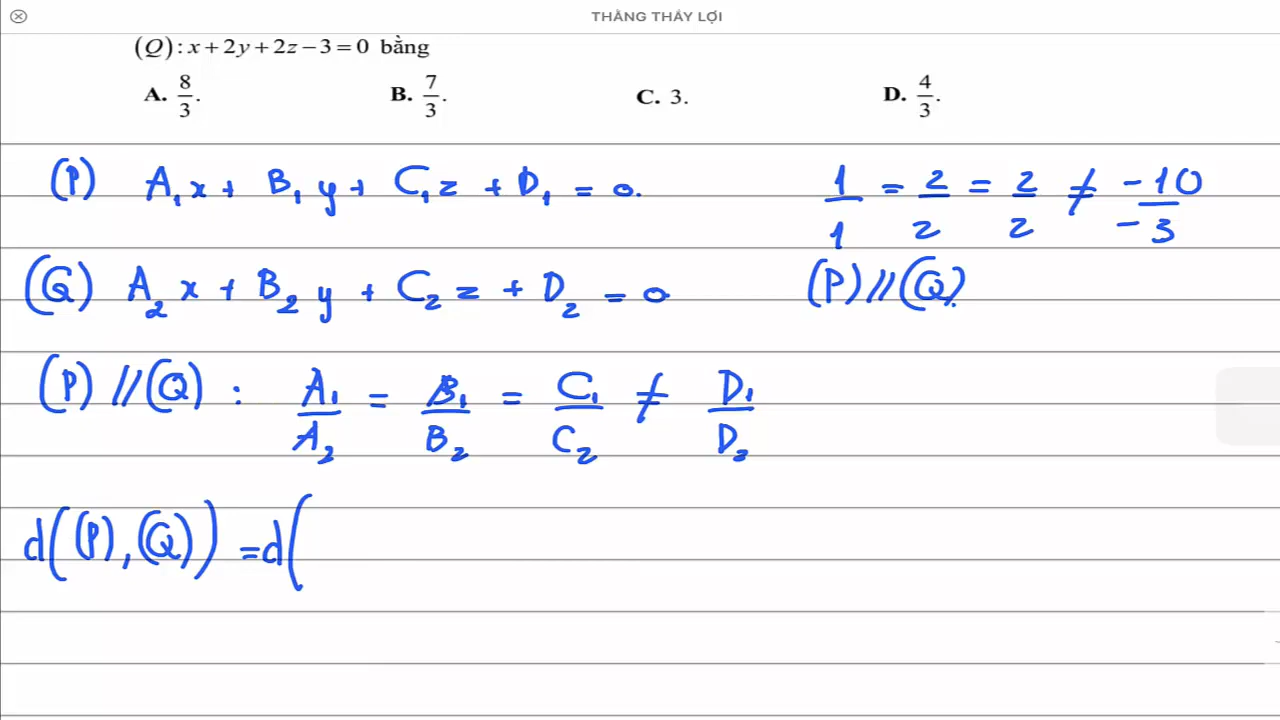 THẰNG THẦY LỢI
(Q): x + 2y + 2z − 3 = 0 bằng
A. 8/3. B. 7/3. C. 3. D. 4/3.
(P) A₁x + B₁y + C₁z + D₁ = 0. 1/1 = 2/2 = 2/2 ≠ -10/-3
(Q) A₂x + B₂y + C₂z + D₂ = 0 (P) // (Q).
(P) // (Q) : A₁/A₂ = B₁/B₂ = C₁/C₂ ≠ D₁/D₂
d((P), (Q)) = d(